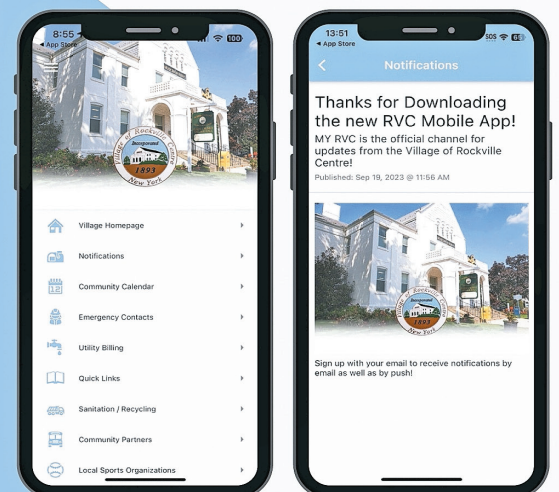 8:55
App Store
100
Village of Rockville Centre
Incorporated
1893
New York
Village Homepage
Notifications
Community Calendar
12
Emergency Contacts
Utility Billing
Quick Links
Sanitation / Recycling
Community Partners
Local Sports Organizations
13:51
App Store
SOS
Notifications
Thanks for Downloading
the new RVC Mobile App!
MY RVC is the official channel for
updates from the Village of Rockville
Centre!
Published: Sep 19, 2023 @ 11:56 AM
Village of Rockville Centre
Incorporated
1893
New York
Sign up with your email to receive notifications by
email as well as by push!